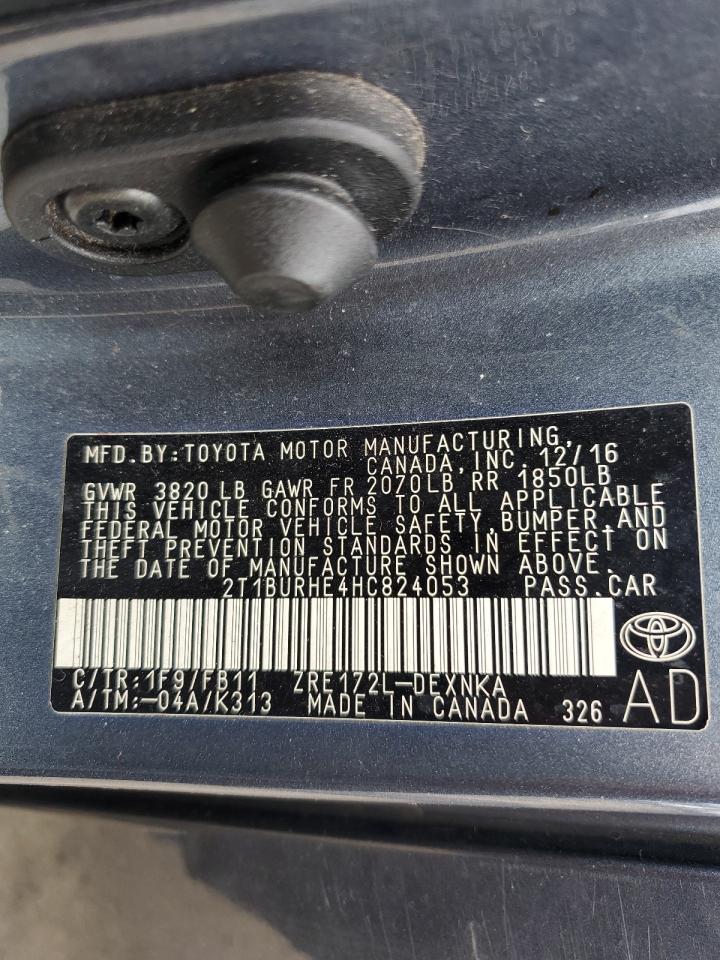 MFD.BY:TOYOTA MOTOR MANUFACTURING,
CANADA,INC. 12/16
GVWR 3820 LB GAWR FR 2070LB RR 1850LB
THIS VEHICLE CONFORMS TO ALL APPLICABLE
FEDERAL MOTOR VEHICLE SAFETY,BUMPER,AND
THEFT PREVENTION STANDARDS IN EFFECT ON
THE DATE OF MANUFACTURE SHOWN ABOVE.
2T1BURHE4HC824053 PASS.CAR
C/TR:1F9/FB11 ZRE172L-DEXNKA
A/TM:-04A/K313 MADE IN CANADA 326 AD